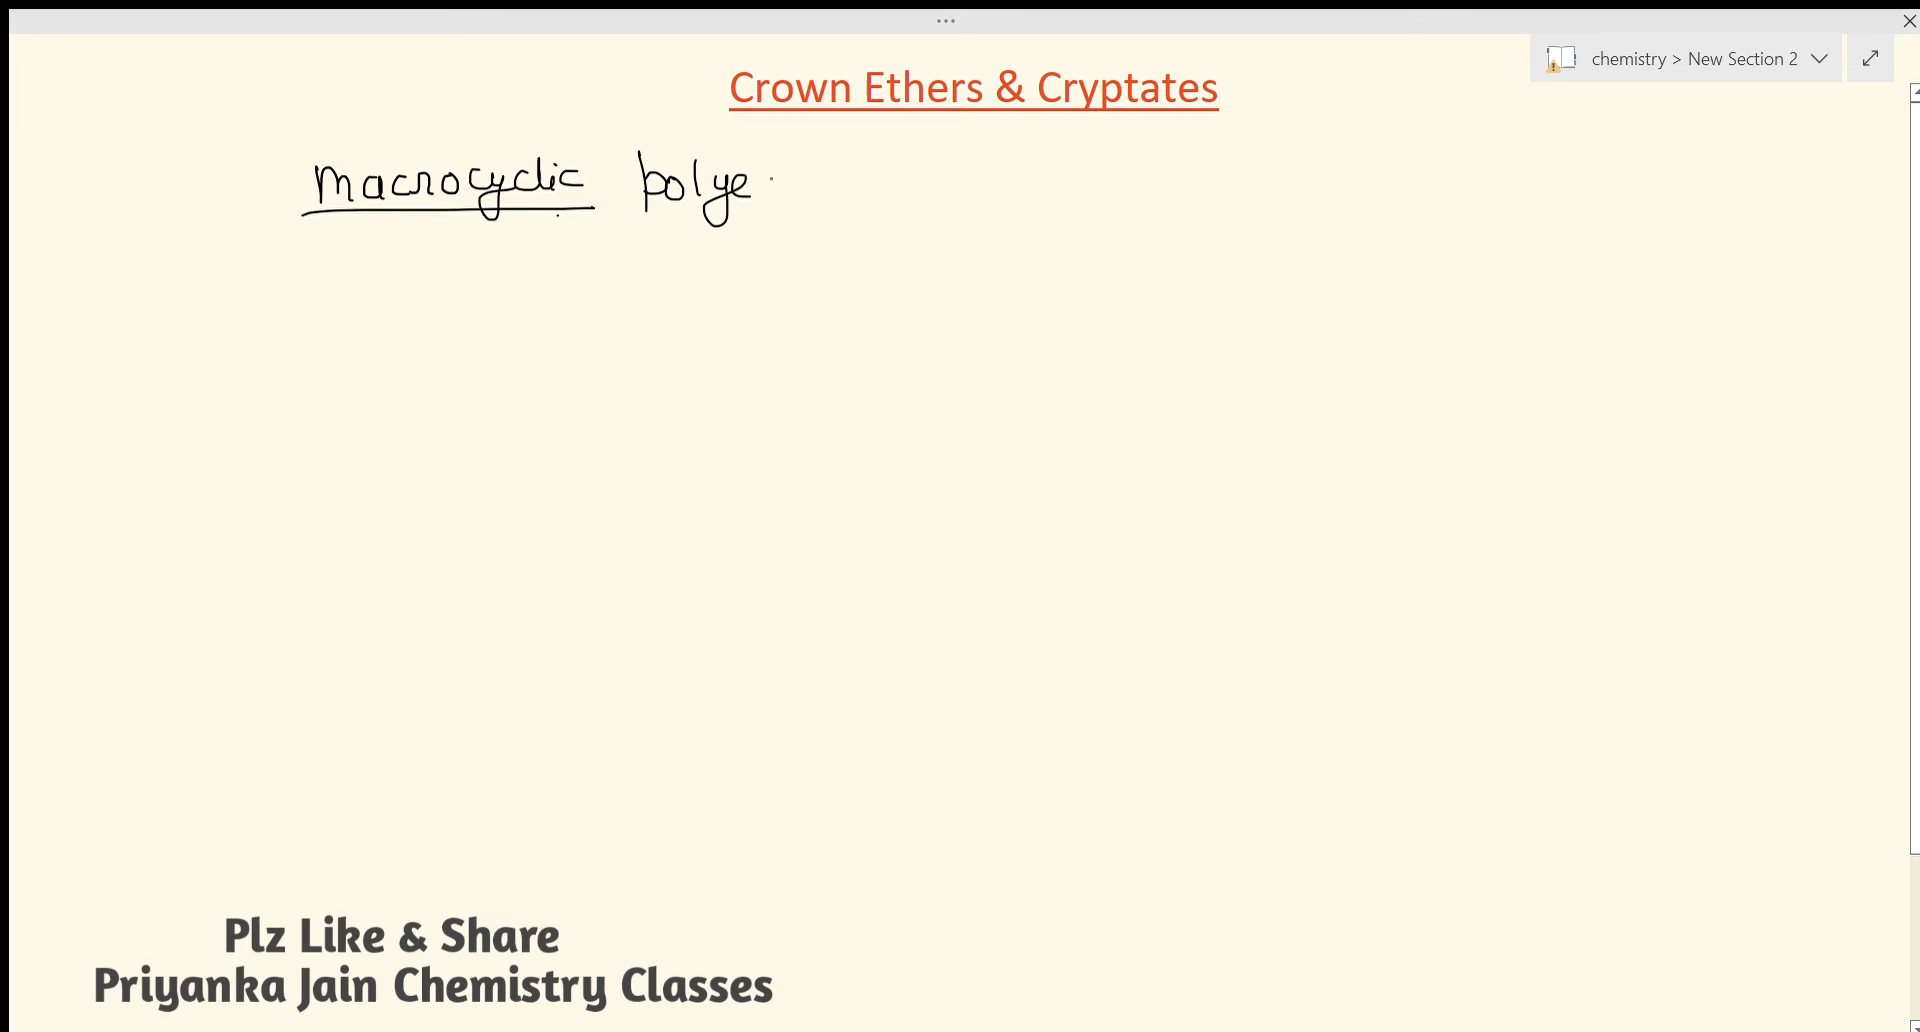 chemistry > New Section 2
Crown Ethers & Cryptates
Macrocyclic polye
Plz Like & Share
Priyanka Jain Chemistry Classes